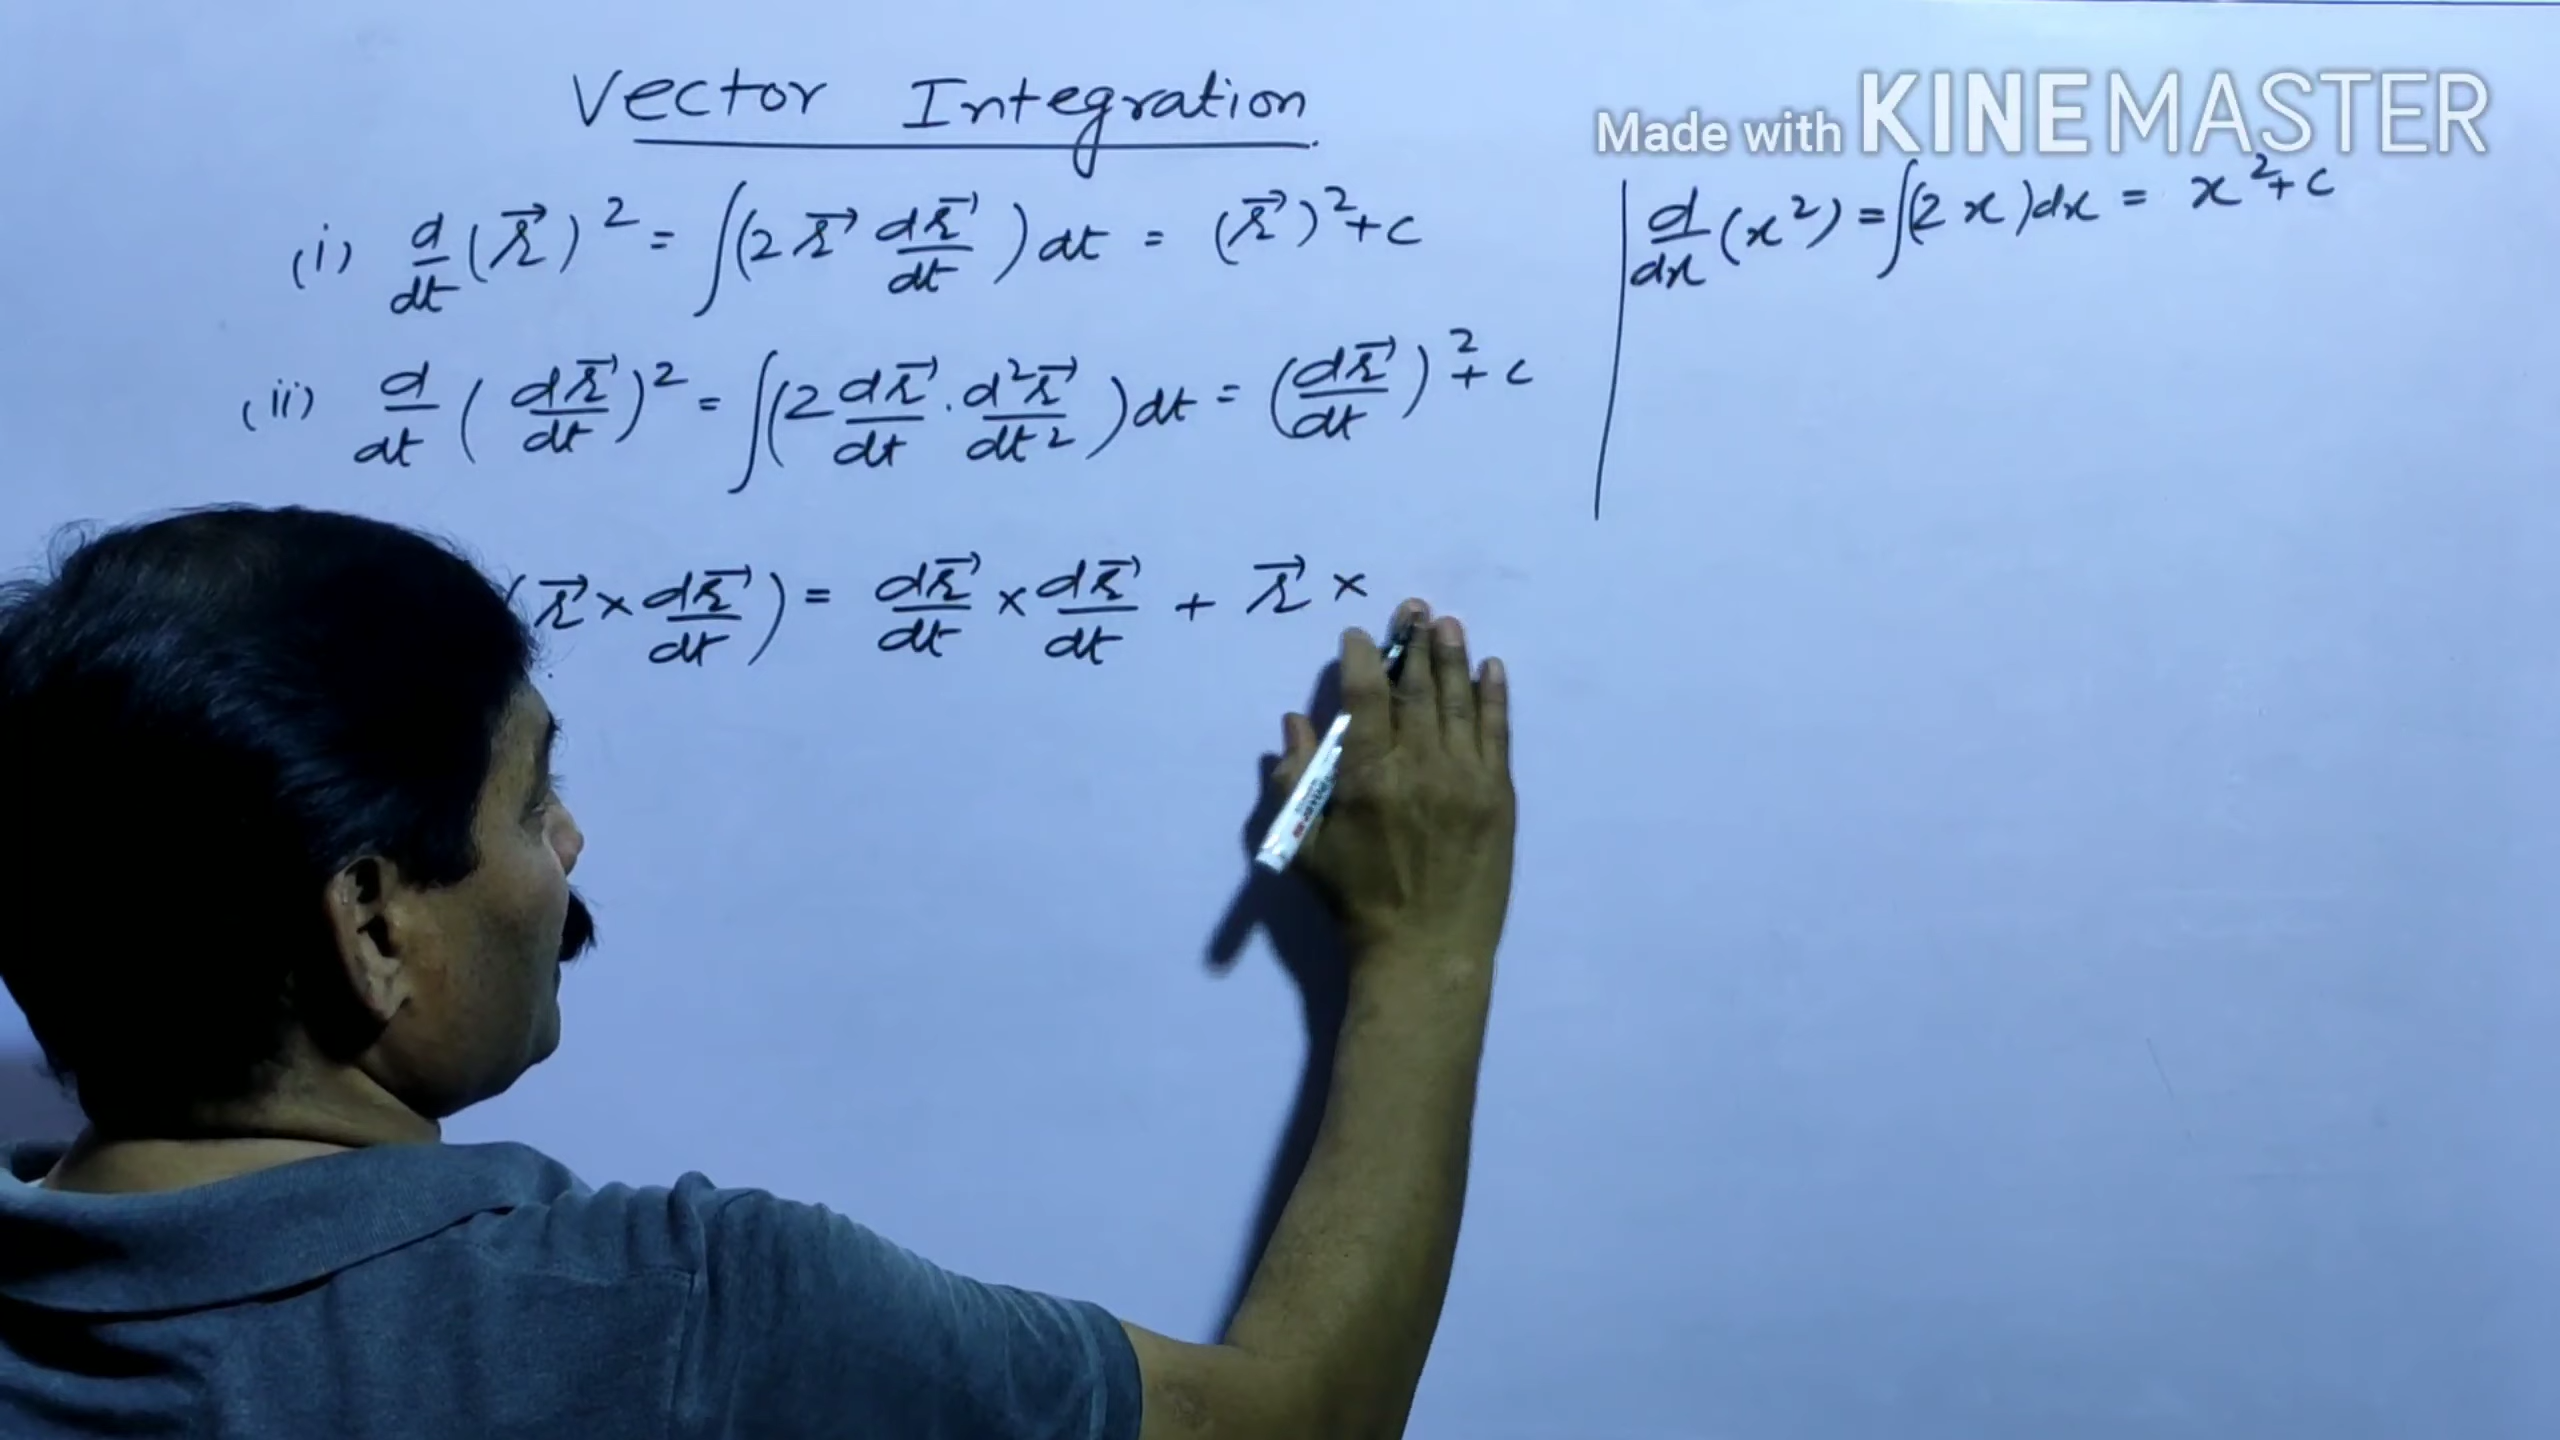 Vector Integration
Made with KINEMASTER
(i) d/dt (r⃗)² = ∫(2 r⃗ dr⃗/dt) dt = (r⃗)² + c
d/dx (x²) = ∫(2x)dx = x² + c
(ii) d/dt (dr⃗/dt)² = ∫(2 dr⃗/dt · d²r⃗/dt²) dt = (dr⃗/dt)² + c
(r⃗ × dr⃗/dt) = dr⃗/dt × dr⃗/dt + r⃗ ×